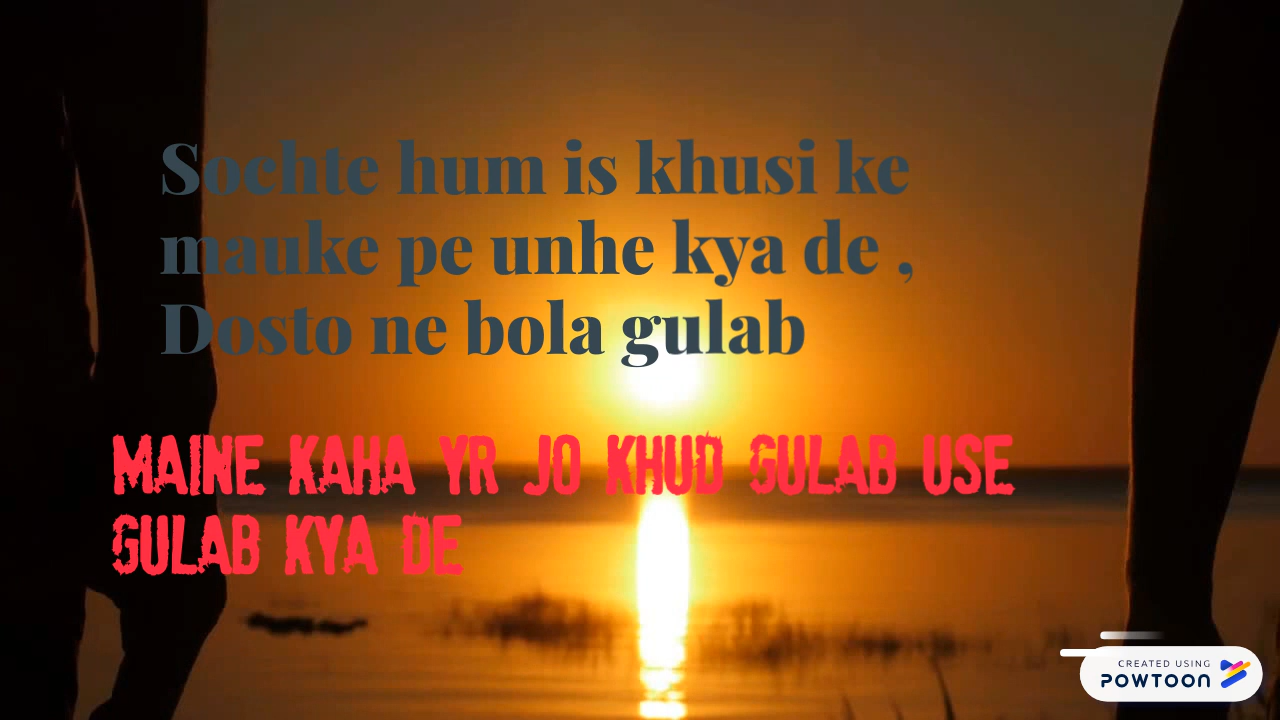 Sochte hum is khusi ke
mauke pe unhe kya de ,
Dosto ne bola gulab
MAINE KAHA YR JO KHUD GULAB USE
GULAB KYA DE
CREATED USING
POWTOON